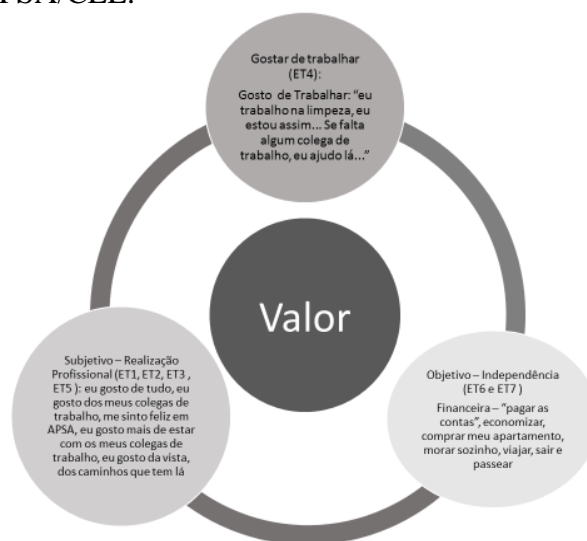 Gostar de trabalhar
(ET4):
Gosto de Trabalhar: “eu
trabalho na limpeza, eu
estou assim... Se falta
algum colega de
trabalho, eu ajudo lá...”
Valor
Subjetivo – Realização
Profissional (ET1, ET2, ET3 ,
ET5 ): eu gosto de tudo, eu
gosto dos meus colegas de
trabalho, me sinto feliz em
APSA, eu gosto mais de estar
com os meus colegas de
trabalho, eu gosto da vista,
dos caminhos que tem lá
Objetivo – Independência
(ET6 e ET7 )
Financeira – “pagar as
contas”, economizar,
comprar meu apartamento,
morar sozinho, viajar, sair e
passear